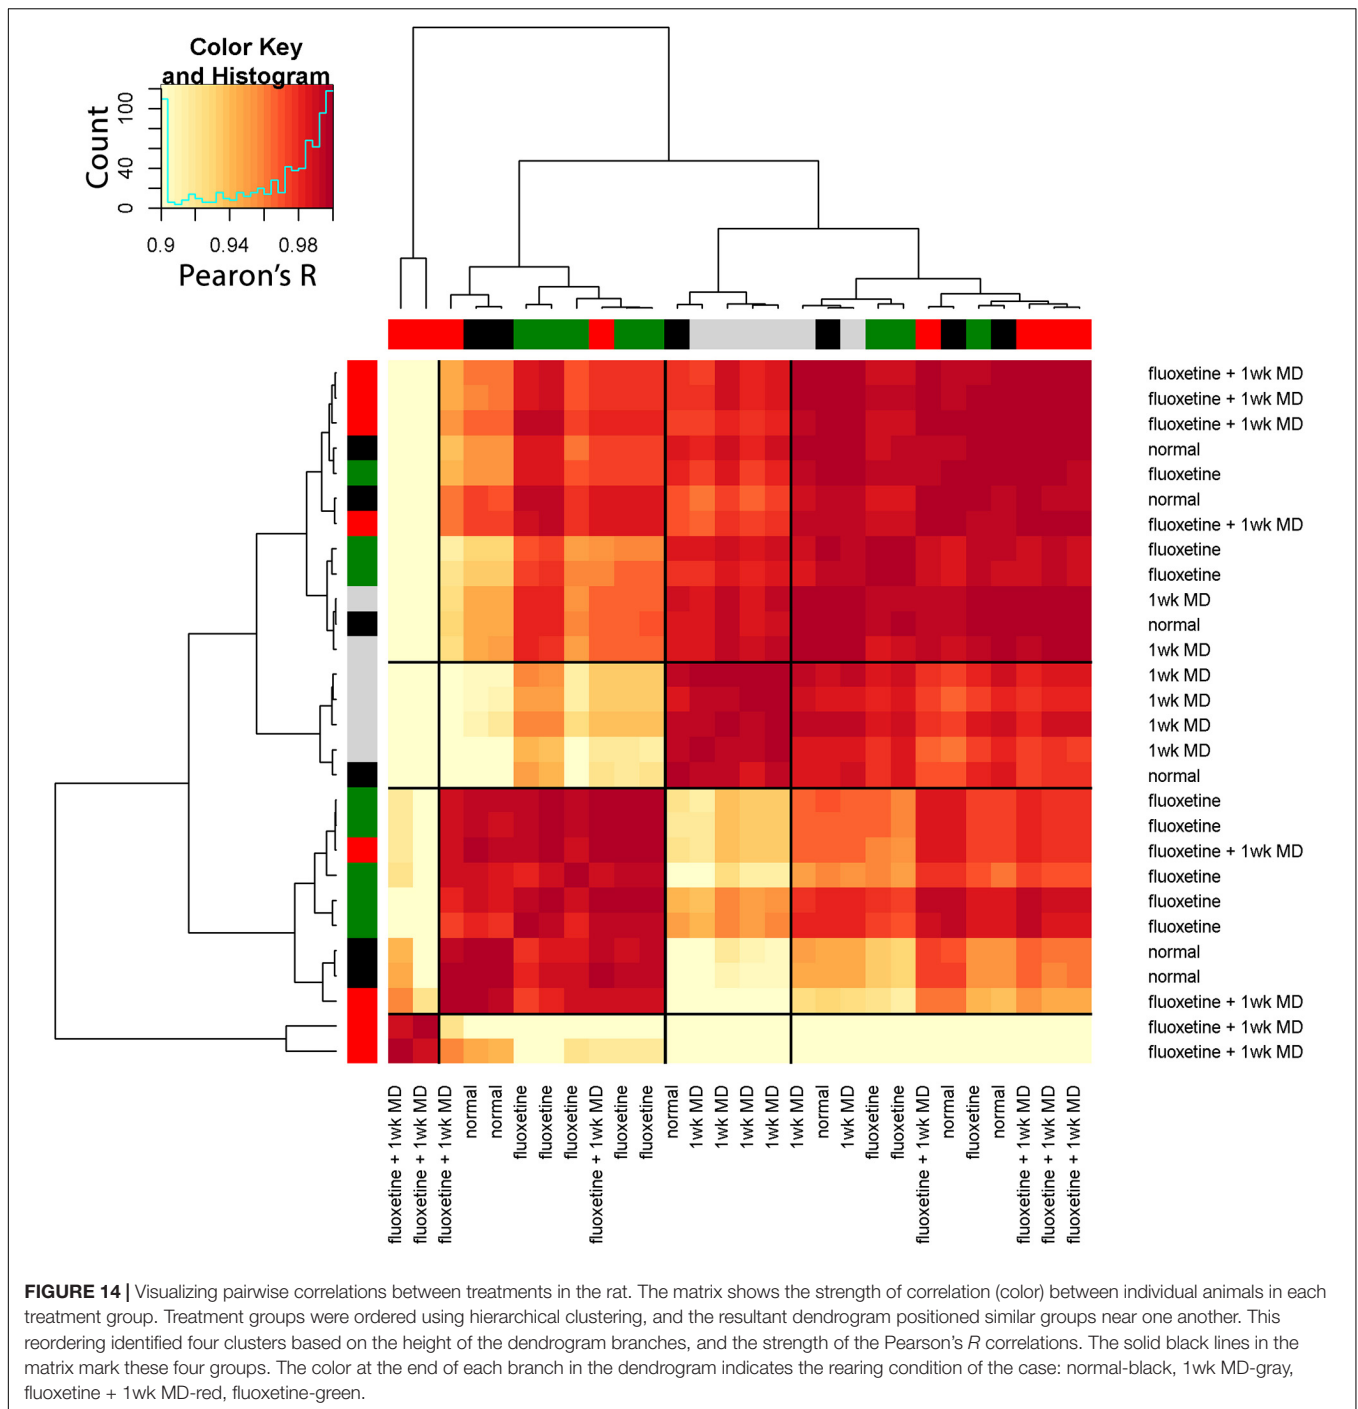 Color Key
and Histogram
Count
0
40
100
0.9
0.94
0.98
Pearon's R
fluoxetine + 1wk MD
fluoxetine + 1wk MD
fluoxetine + 1wk MD
normal
fluoxetine
normal
fluoxetine + 1wk MD
fluoxetine
fluoxetine
1wk MD
normal
1wk MD
1wk MD
1wk MD
1wk MD
1wk MD
normal
fluoxetine
fluoxetine
fluoxetine + 1wk MD
fluoxetine
fluoxetine
fluoxetine
normal
normal
fluoxetine + 1wk MD
fluoxetine + 1wk MD
fluoxetine + 1wk MD
fluoxetine + 1wk MD
fluoxetine + 1wk MD
fluoxetine + 1wk MD
normal
normal
fluoxetine
fluoxetine
fluoxetine
fluoxetine + 1wk MD
fluoxetine
fluoxetine
normal
1wk MD
1wk MD
1wk MD
1wk MD
1wk MD
normal
1wk MD
fluoxetine
fluoxetine
fluoxetine + 1wk MD
normal
fluoxetine
normal
fluoxetine + 1wk MD
fluoxetine + 1wk MD
fluoxetine + 1wk MD
FIGURE 14 | Visualizing pairwise correlations between treatments in the rat. The matrix shows the strength of correlation (color) between individual animals in each
treatment group. Treatment groups were ordered using hierarchical clustering, and the resultant dendrogram positioned similar groups near one another. This
reordering identified four clusters based on the height of the dendrogram branches, and the strength of the Pearson's R correlations. The solid black lines in the
matrix mark these four groups. The color at the end of each branch in the dendrogram indicates the rearing condition of the case: normal-black, 1wk MD-gray,
fluoxetine + 1wk MD-red, fluoxetine-green.